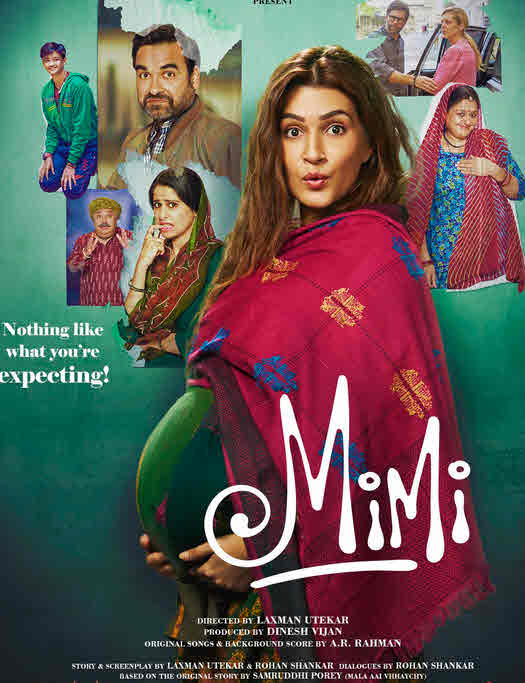 PRESENT
Nothing like
what you're
expecting!
MiMi
DIRECTED BY LAXMAN UTEKAR
PRODUCED BY DINESH VIJAN
ORIGINAL SONGS & BACKGROUND SCORE BY A.R. RAHMAN
STORY & SCREENPLAY BY LAXMAN UTEKAR & ROHAN SHANKAR DIALOGUES BY ROHAN SHANKAR
BASED ON THE ORIGINAL STORY BY SAMRUDDHI POREY (MALA AAI VHHAYCHY)